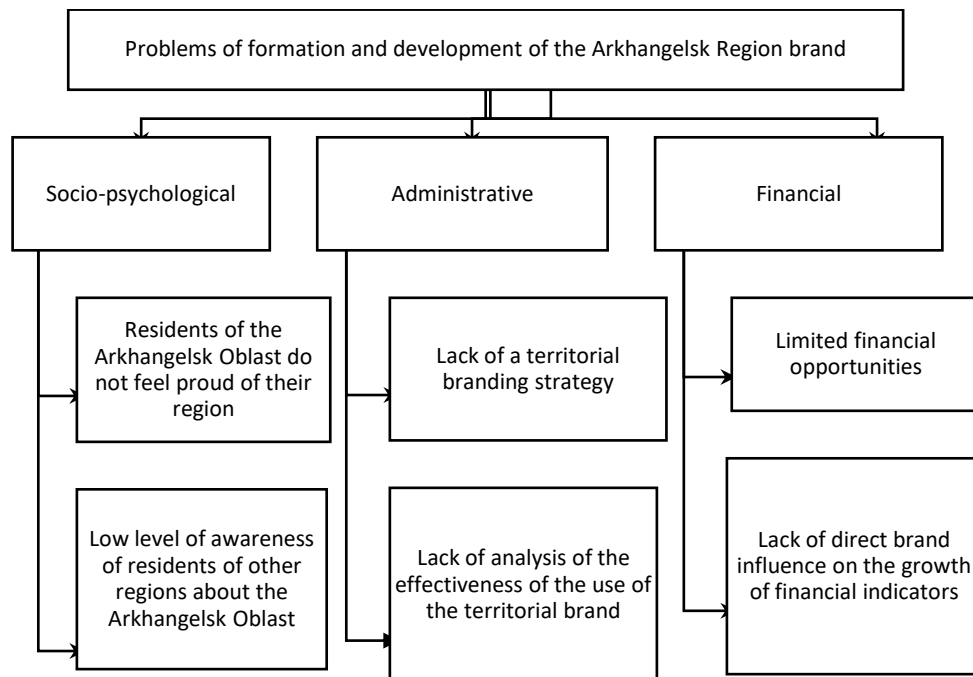 Problems of formation and development of the Arkhangelsk Region brand
Socio-psychological
Administrative
Financial
Residents of the
Arkhangelsk Oblast do
not feel proud of their
region
Lack of a territorial
branding strategy
Limited financial
opportunities
Low level of awareness
of residents of other
regions about the
Arkhangelsk Oblast
Lack of analysis of the
effectiveness of the use of
the territorial brand
Lack of direct brand
influence on the growth
of financial indicators